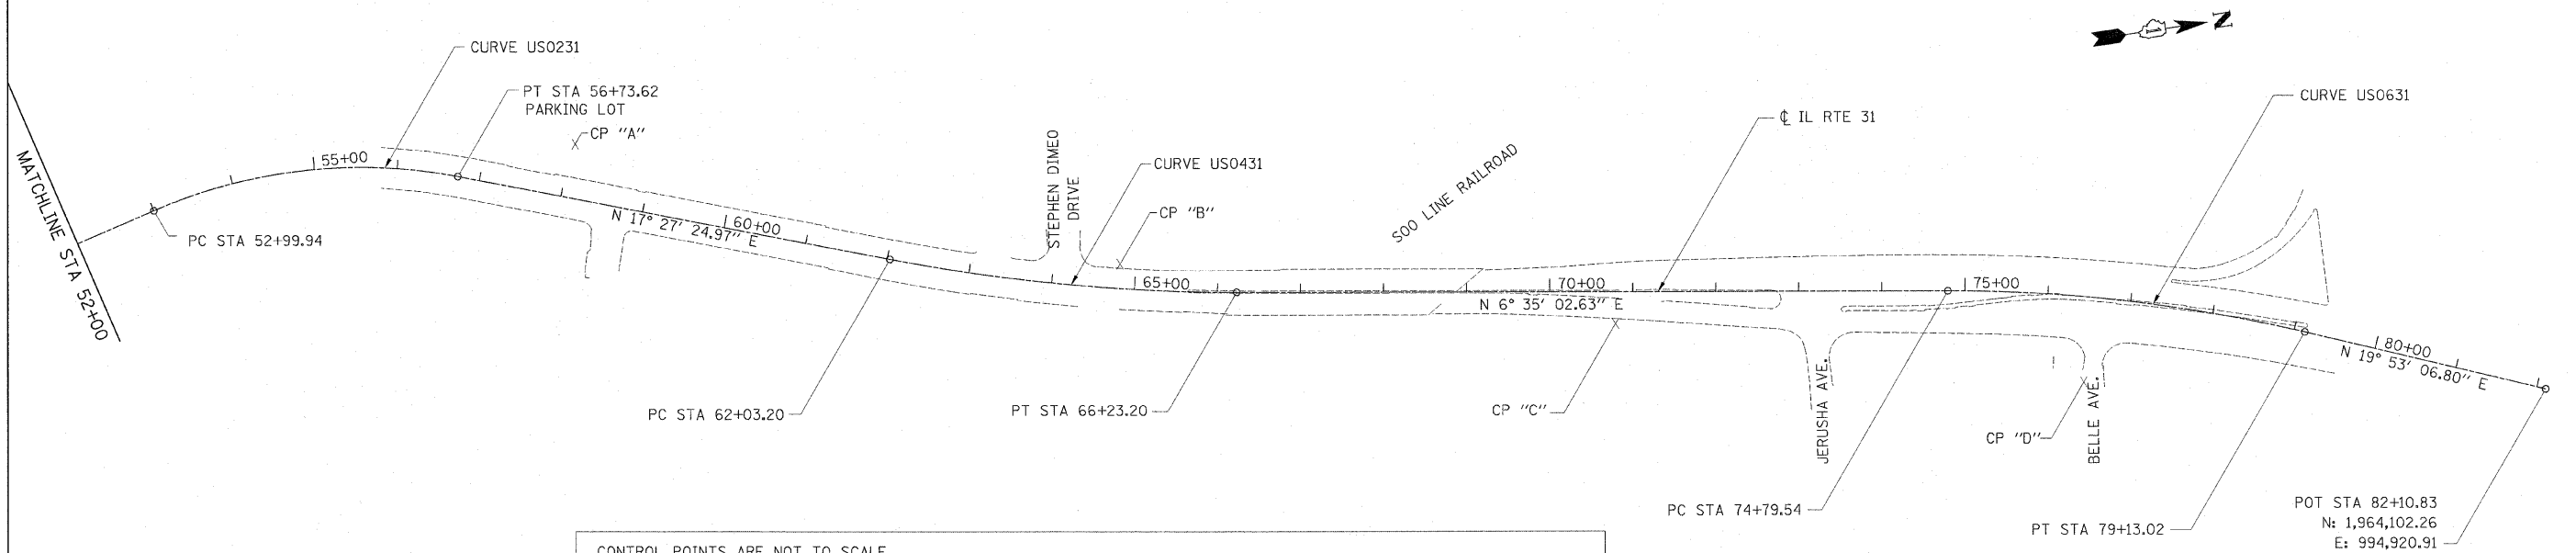 N
CURVE US0231
PT STA 56+73.62
PARKING LOT
CP "A"
CURVE US0631
℄ IL RTE 31
STEPHEN DIMEO
DRIVE
CURVE US0431
SOO LINE RAILROAD
MATCHLINE STA 52+00
55+00
CP "B"
N 17° 27' 24.97" E
60+00
PC STA 52+99.94
65+00
70+00
75+00
N 6° 35' 02.63" E
80+00
N 19° 53' 06.80" E
PC STA 62+03.20
PT STA 66+23.20
CP "C"
JERUSHA AVE.
CP "D"
BELLE AVE.
PC STA 74+79.54
PT STA 79+13.02
POT STA 82+10.83
N: 1,964,102.26
E: 994,920.91
CONTROL POINTS ARE NOT TO SCALE